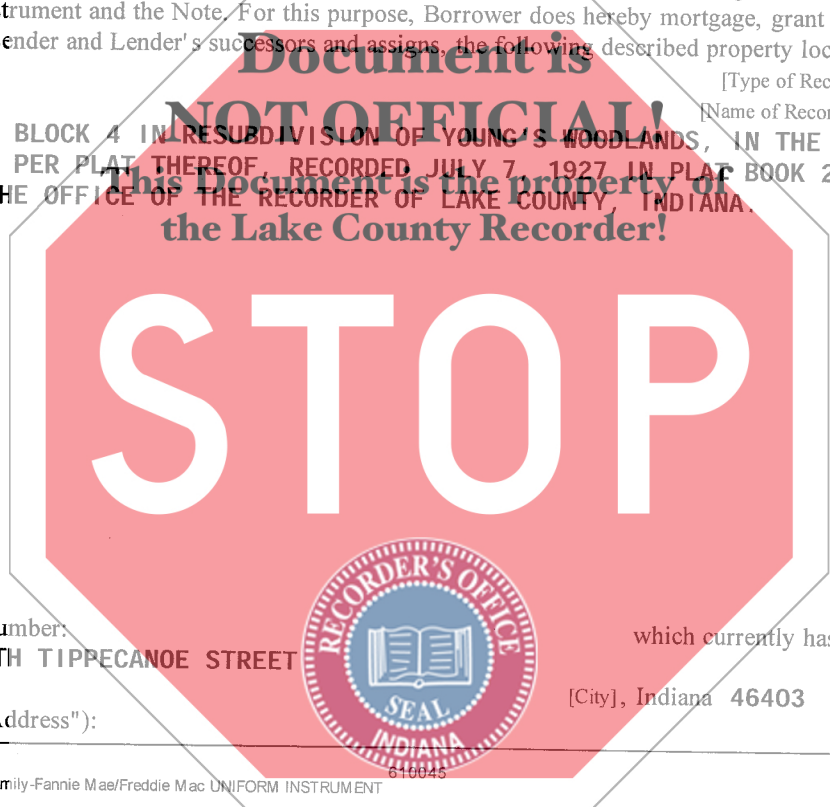 trument and the Note. For this purpose, Borrower does hereby mortgage, grant
ender and Lender's successors and assigns, the following described property loc
Document is
[Type of Rec
NOT OFFICIAL!
[Name of Recor
BLOCK 4 IN RESUBDIVISION OF YOUNG'S WOODLANDS, IN THE
PER PLAT THEREOF, RECORDED JULY 7, 1927 IN PLAT BOOK 2
This Document is the property of
HE OFFICE OF THE RECORDER OF LAKE COUNTY, INDIANA.
the Lake County Recorder!
STOP
RECORDER'S OFFICE
SEAL
INDIANA
umber:
which currently has
TH TIPPECANOE STREET
[City], Indiana 46403
ddress"):
610045
mily-Fannie Mae/Freddie Mac UNIFORM INSTRUMENT